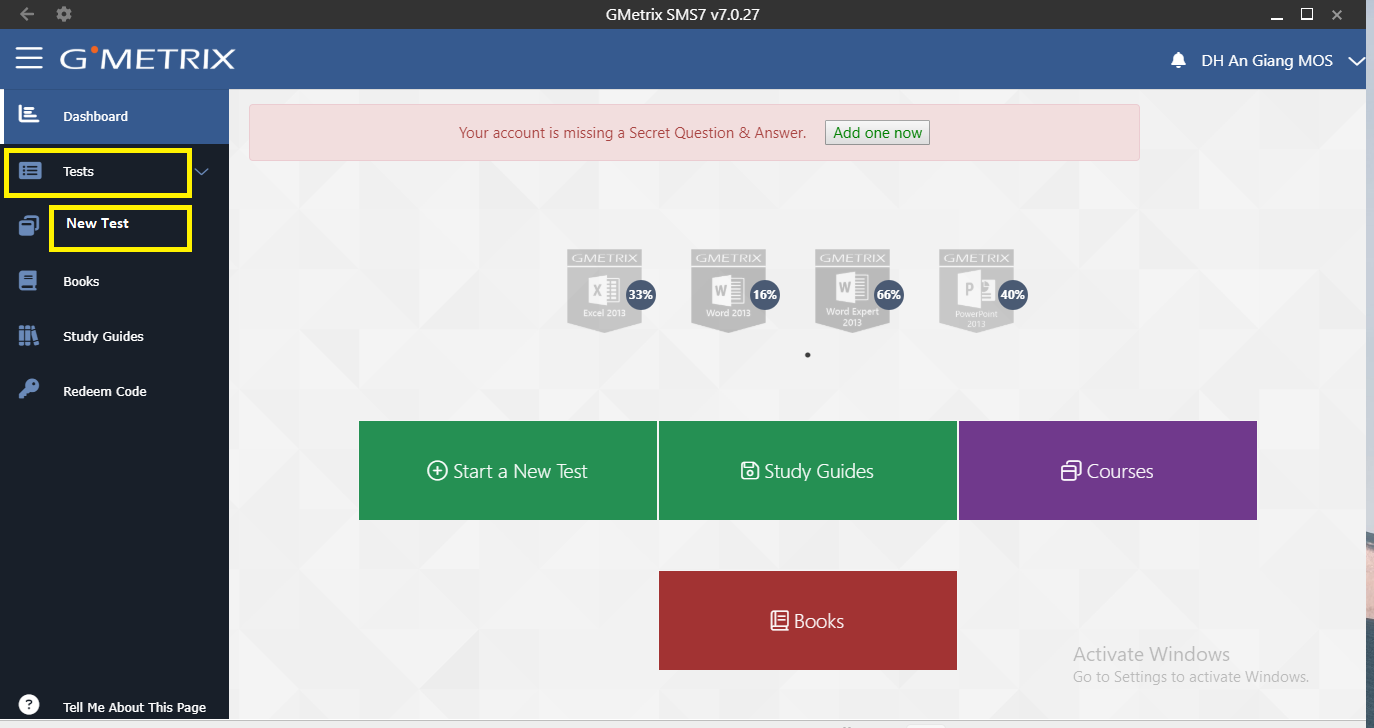 GMetrix SMS7 v7.0.27
GMETRIX
DH An Giang MOS
Dashboard
Tests
New Test
Books
Study Guides
Redeem Code
Tell Me About This Page
Your account is missing a Secret Question & Answer.
Add one now
GMETRIX
X
Excel 2013
33%
GMETRIX
W
Word 2013
16%
GMETRIX
W
Word Expert
2013
66%
GMETRIX
P
PowerPoint
2013
40%
Start a New Test
Study Guides
Courses
Books
Activate Windows
Go to Settings to activate Windows.